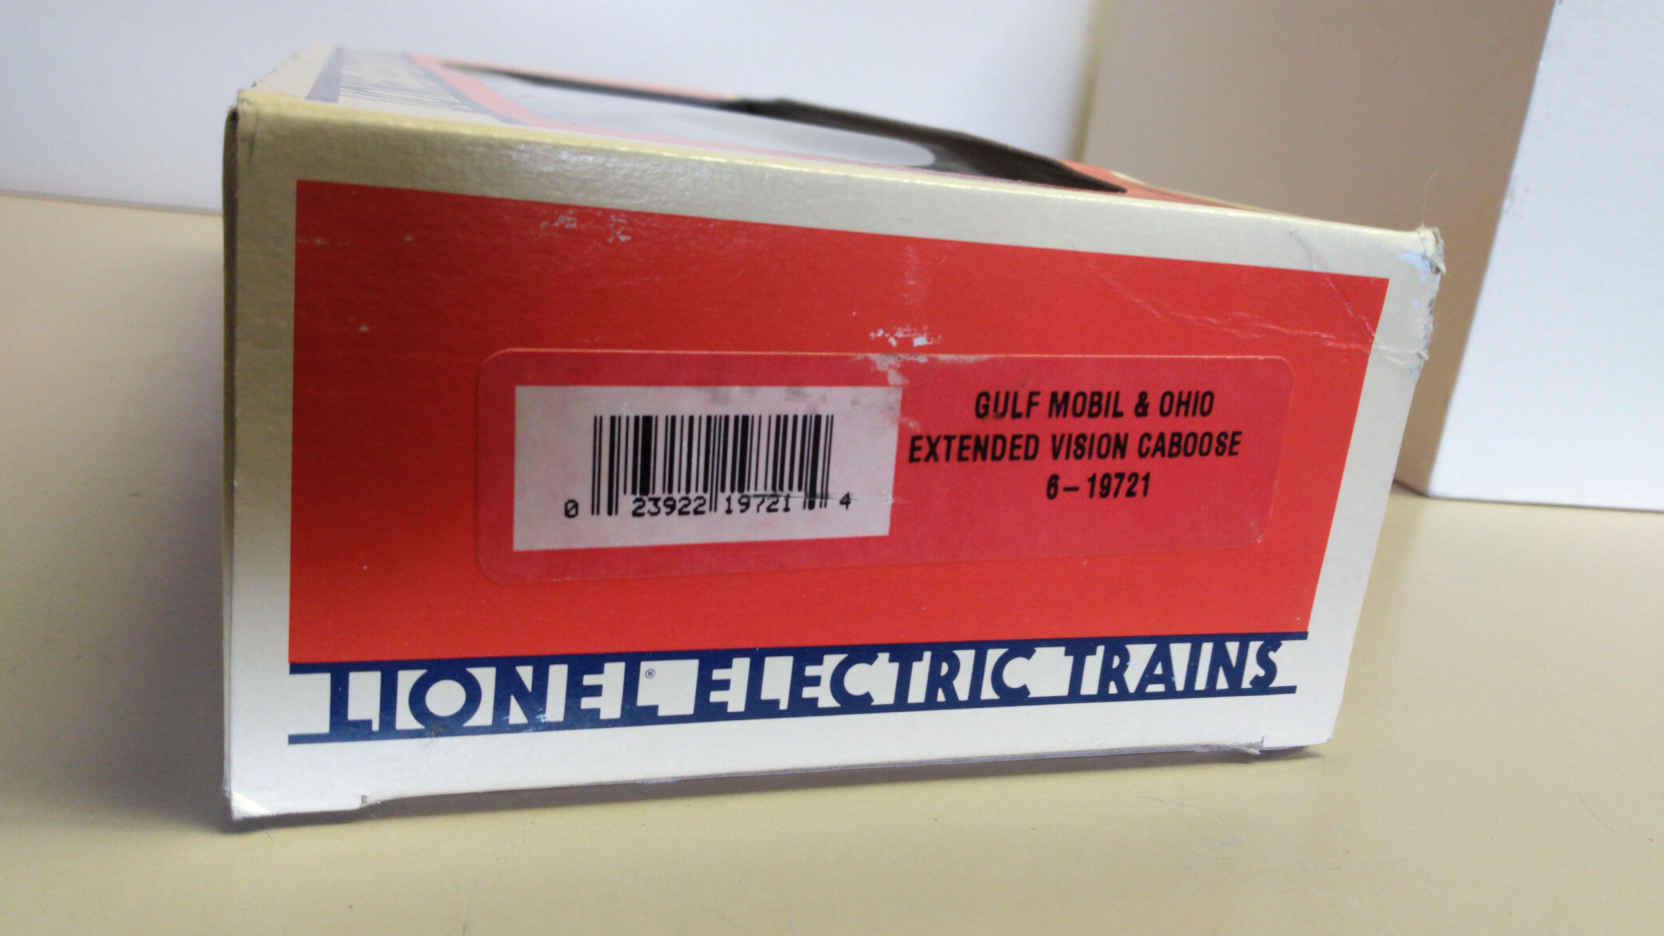 GULF MOBIL & OHIO
EXTENDED VISION CABOOSE
6-19721
0 23922 19721 4
LIONEL® ELECTRIC TRAINS